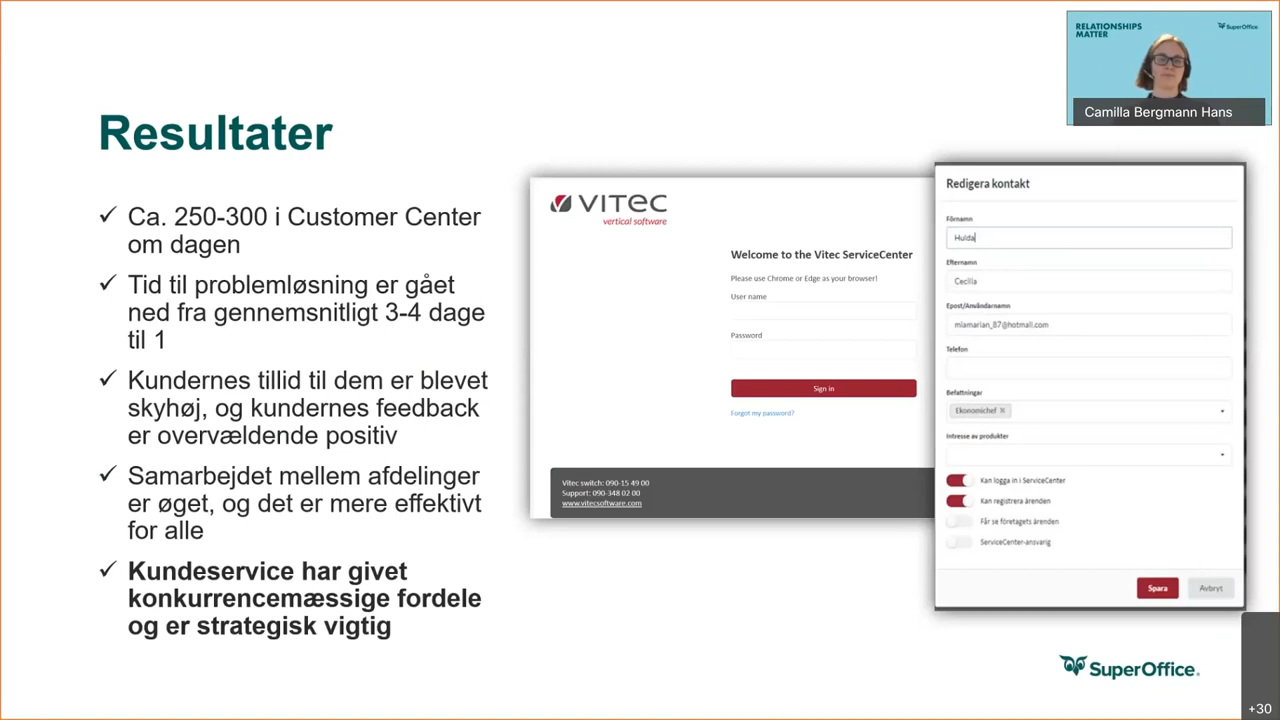 RELATIONSHIPS
MATTER
SuperOffice
Camilla Bergmann Hans
Resultater
✓ Ca. 250-300 i Customer Center
om dagen
✓ Tid til problemløsning er gået
ned fra gennemsnitligt 3-4 dage
til 1
✓ Kundernes tillid til dem er blevet
skyhøj, og kundernes feedback
er overvældende positiv
✓ Samarbejdet mellem afdelinger
er øget, og det er mere effektivt
for alle
✓ Kundeservice har givet
konkurrencemæssige fordele
og er strategisk vigtig
VITEC
vertical software
Welcome to the Vitec ServiceCenter
Please use Chrome or Edge as your browser!
User name
Password
Sign in
Forgot my password?
Vitec switch: 090-15 49 00
Support: 090-348 02 00
www.vitecsoftware.com
Redigera kontakt
Förnamn
Hulda
Efternamn
Cecilia
Epost/Användarnamn
miamarian_87@hotmail.com
Telefon
Befattningar
Ekonomichef ×
Intresse av produkter
Kan logga in i ServiceCenter
Kan registrera ärenden
Får se företagets ärenden
ServiceCenter-ansvarig
Spara
Avbryt
SuperOffice.
+30